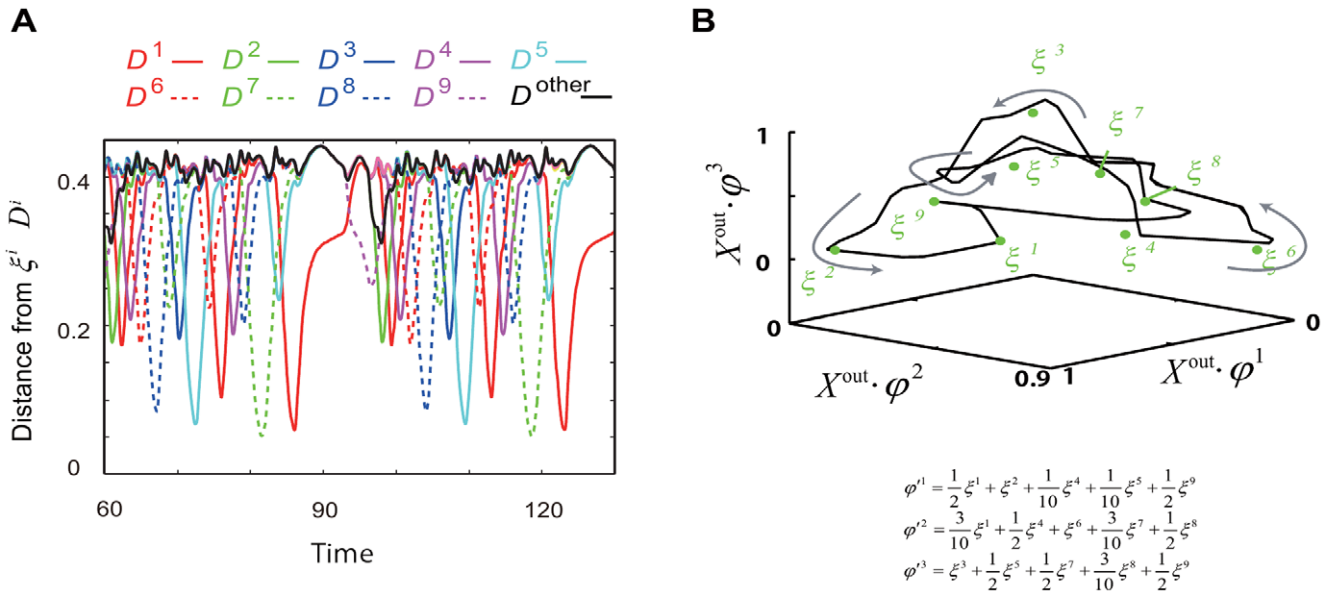 A
D¹ D² D³ D⁴ D⁵
D⁶ D⁷ D⁸ D⁹ D^other
Distance from ξⁱ Dⁱ
0.4
0.2
0
60 90 120
Time
B
ξ³
ξ⁷
ξ⁵
ξ⁸
ξ⁹
ξ¹
ξ⁴
ξ²
ξ⁶
X^out · φ³
1
0
0
0
0.9 1
X^out · φ²
X^out · φ¹
φ'¹ = 1/2 ξ¹ + ξ² + 1/10 ξ⁴ + 1/10 ξ⁵ + 1/2 ξ⁹
φ'² = 3/10 ξ¹ + 1/2 ξ⁴ + ξ⁶ + 3/10 ξ⁷ + 1/2 ξ⁸
φ'³ = ξ³ + 1/2 ξ⁵ + 1/2 ξ⁷ + 3/10 ξ⁸ + 1/2 ξ⁹